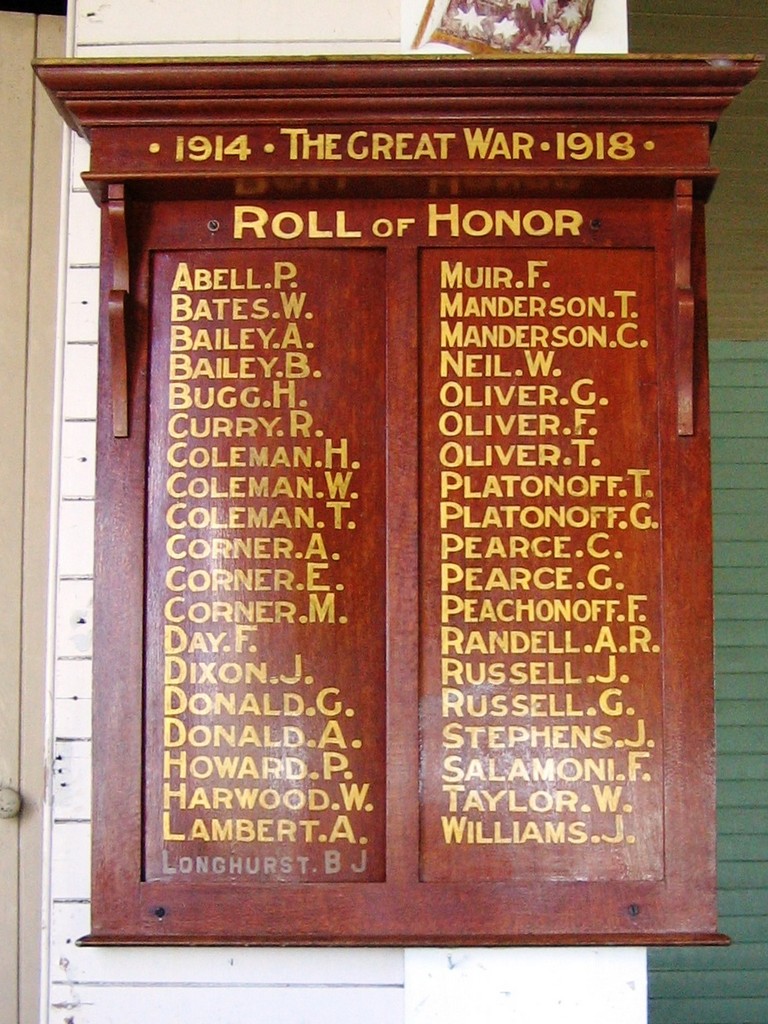 • 1914 • THE GREAT WAR • 1918 •
ROLL OF HONOR
ABELL.P.
BATES.W.
BAILEY.A.
BAILEY.B.
BUGG.H.
CURRY.R.
COLEMAN.H.
COLEMAN.W.
COLEMAN.T.
CORNER.A.
CORNER.E.
CORNER.M.
DAY.F.
DIXON.J.
DONALD.G.
DONALD.A.
HOWARD.P.
HARWOOD.W.
LAMBERT.A.
LONGHURST.B J
MUIR.F.
MANDERSON.T.
MANDERSON.C.
NEIL.W.
OLIVER.G.
OLIVER.F.
OLIVER.T.
PLATONOFF.T.
PLATONOFF.G.
PEARCE.C.
PEARCE.G.
PEACHONOFF.F.
RANDELL.A.R.
RUSSELL.J.
RUSSELL.G.
STEPHENS.J.
SALAMONI.F.
TAYLOR.W.
WILLIAMS.J.